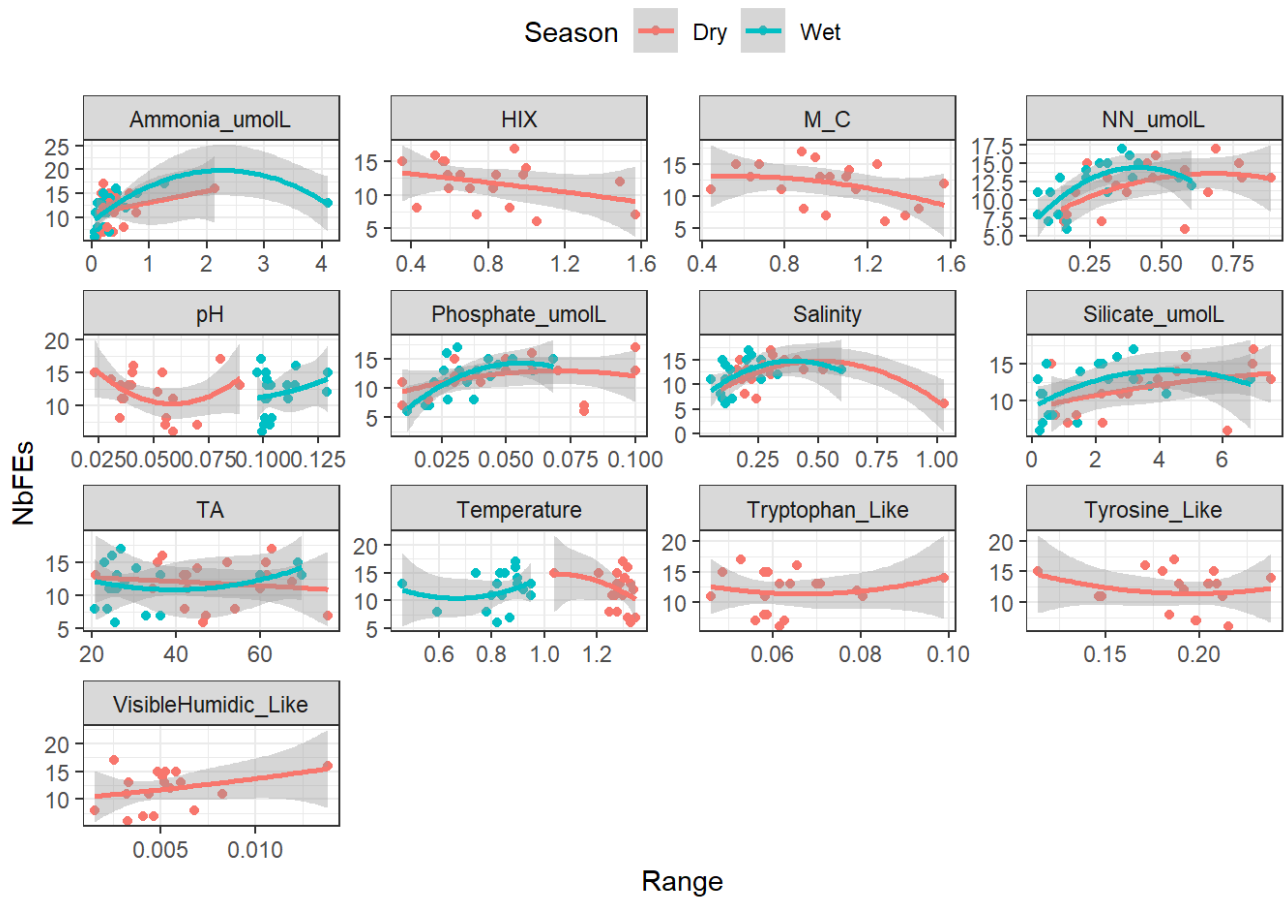 Season Dry Wet
Ammonia_umolL HIX M_C NN_umolL
25 20 15 10
15 10 5
15 10 5
17.5 15.0 12.5 10.0 7.5 5.0
0 1 2 3 4
0.4 0.8 1.2 1.6
0.4 0.8 1.2 1.6
0.25 0.50 0.75
pH Phosphate_umolL Salinity Silicate_umolL
20 15 10
15 10 5
15 10 5 0
15 10
0.025 0.050 0.075 0.100 0.125
0.025 0.050 0.075 0.100
0.00 0.25 0.50 0.75 1.00
0 2 4 6
TA Temperature Tryptophan_Like Tyrosine_Like
15 10 5
20 15 10 5
20 15 10
20 15 10
20 40 60
0.6 0.8 1.0 1.2
0.06 0.08 0.10
0.15 0.20
VisibleHumidic_Like
20 15 10
0.005 0.010
NbFEs
Range